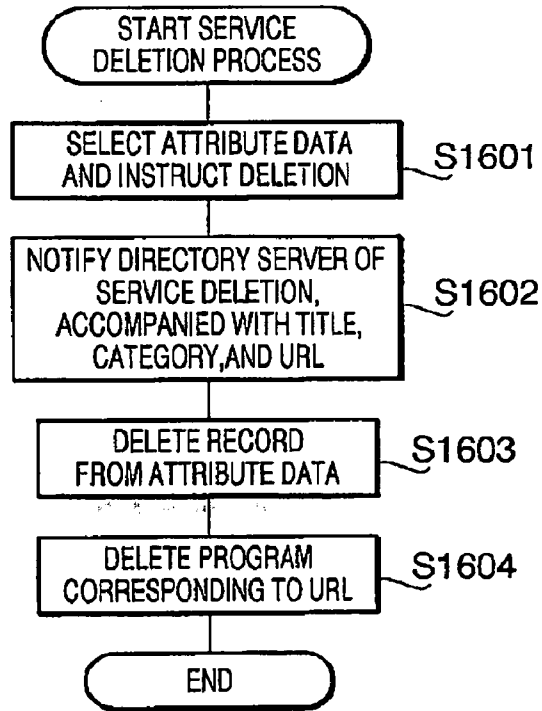 START SERVICE
DELETION PROCESS
SELECT ATTRIBUTE DATA
AND INSTRUCT DELETION
S1601
NOTIFY DIRECTORY SERVER OF
SERVICE DELETION,
ACCOMPANIED WITH TITLE,
CATEGORY,AND URL
S1602
DELETE RECORD
FROM ATTRIBUTE DATA
S1603
DELETE PROGRAM
CORRESPONDING TO URL
S1604
END